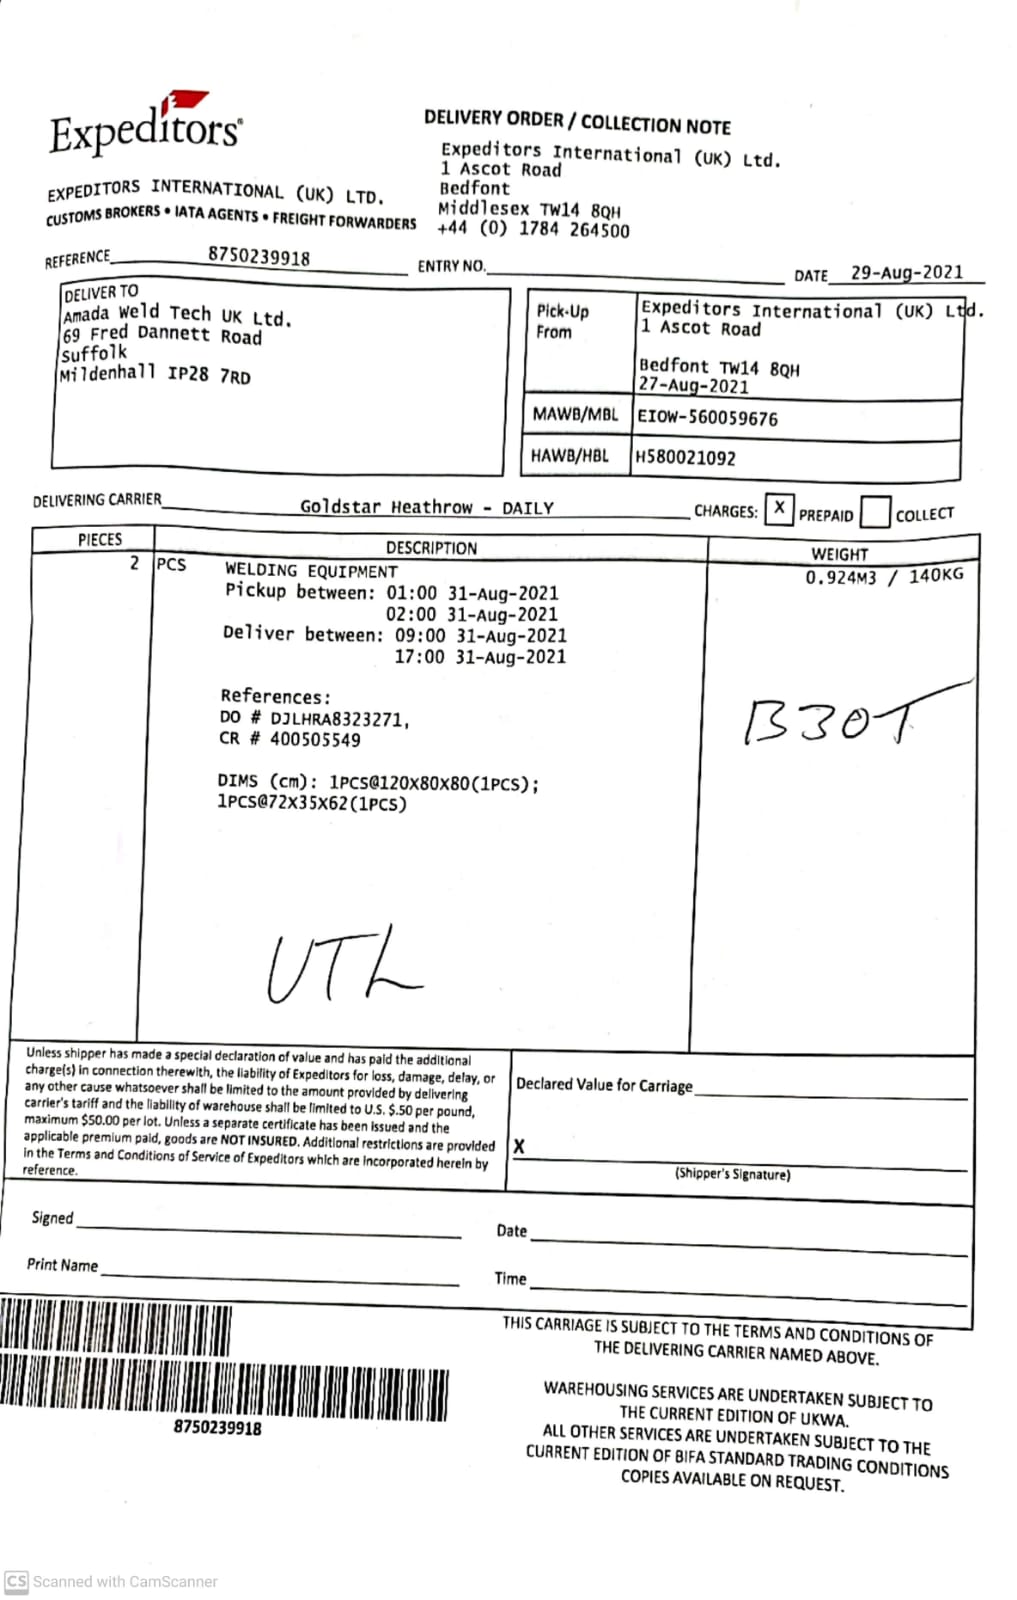 Expeditors®
EXPEDITORS INTERNATIONAL (UK) LTD.
CUSTOMS BROKERS • IATA AGENTS • FREIGHT FORWARDERS
DELIVERY ORDER / COLLECTION NOTE
Expeditors International (UK) Ltd.
1 Ascot Road
Bedfont
Middlesex TW14 8QH
+44 (0) 1784 264500
REFERENCE 8750239918
ENTRY NO.
DATE 29-Aug-2021
DELIVER TO
Amada Weld Tech UK Ltd.
69 Fred Dannett Road
Suffolk
Mildenhall IP28 7RD
Pick-Up From
Expeditors International (UK) Ltd.
1 Ascot Road
Bedfont TW14 8QH
27-Aug-2021
MAWB/MBL EIOW-560059676
HAWB/HBL H580021092
DELIVERING CARRIER Goldstar Heathrow - DAILY
CHARGES: X PREPAID COLLECT
PIECES DESCRIPTION WEIGHT
2 PCS WELDING EQUIPMENT 0.924M3 / 140KG
Pickup between: 01:00 31-Aug-2021
02:00 31-Aug-2021
Deliver between: 09:00 31-Aug-2021
17:00 31-Aug-2021
References:
DO # DJLHRA8323271,
CR # 400505549
B30T
DIMS (cm): 1PCS@120X80X80(1PCS);
1PCS@72X35X62(1PCS)
UTL
Unless shipper has made a special declaration of value and has paid the additional
charge(s) in connection therewith, the liability of Expeditors for loss, damage, delay, or
any other cause whatsoever shall be limited to the amount provided by delivering
carrier's tariff and the liability of warehouse shall be limited to U.S. $.50 per pound,
maximum $50.00 per lot. Unless a separate certificate has been issued and the
applicable premium paid, goods are NOT INSURED. Additional restrictions are provided
in the Terms and Conditions of Service of Expeditors which are incorporated herein by
reference.
Declared Value for Carriage
X
(Shipper's Signature)
Signed
Date
Print Name
Time
8750239918
THIS CARRIAGE IS SUBJECT TO THE TERMS AND CONDITIONS OF
THE DELIVERING CARRIER NAMED ABOVE.
WAREHOUSING SERVICES ARE UNDERTAKEN SUBJECT TO
THE CURRENT EDITION OF UKWA.
ALL OTHER SERVICES ARE UNDERTAKEN SUBJECT TO THE
CURRENT EDITION OF BIFA STANDARD TRADING CONDITIONS
COPIES AVAILABLE ON REQUEST.
CS Scanned with CamScanner